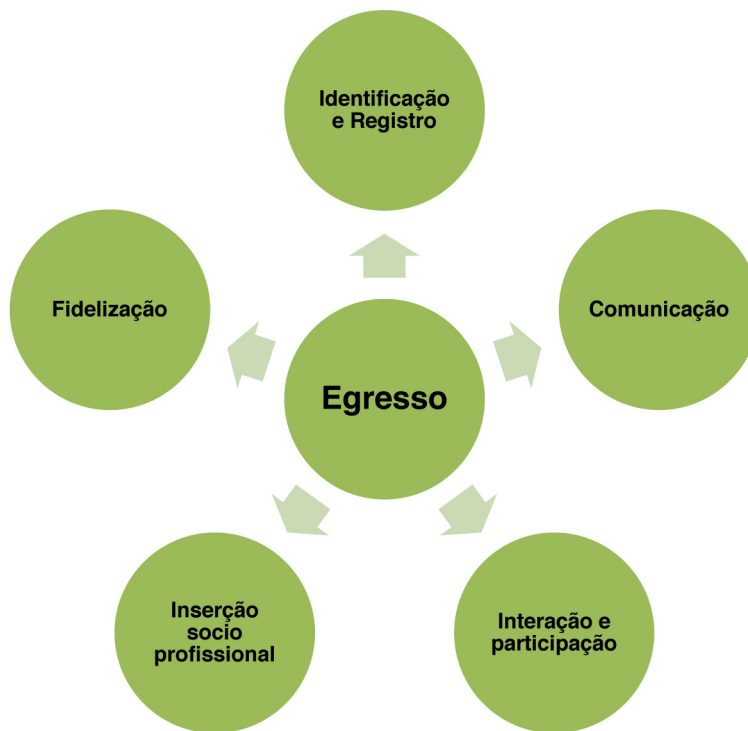 Identificação
e Registro
Fidelização
Comunicação
Egresso
Inserção
socio
profissional
Interação e
participação